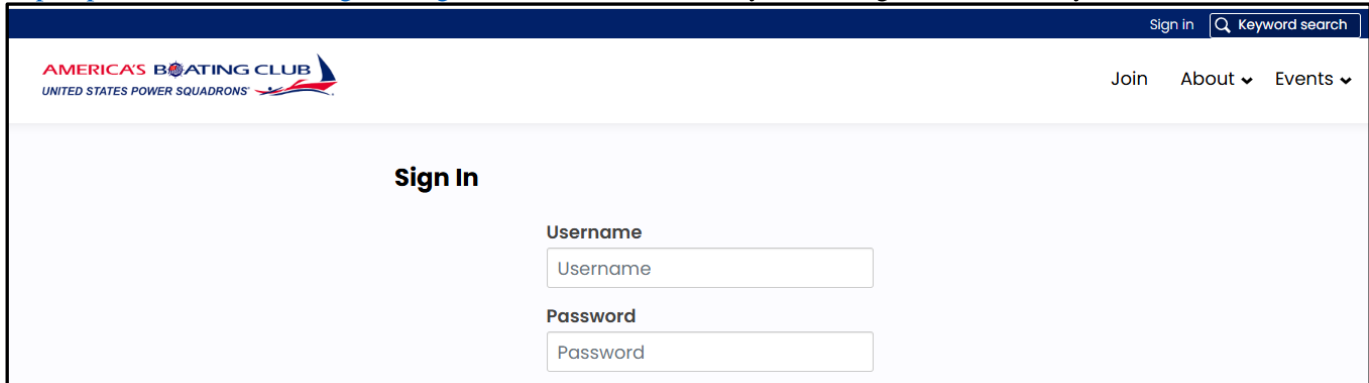 Sign in Keyword search
AMERICA'S BOATING CLUB
UNITED STATES POWER SQUADRONS
Join About Events
Sign In
Username
Username
Password
Password